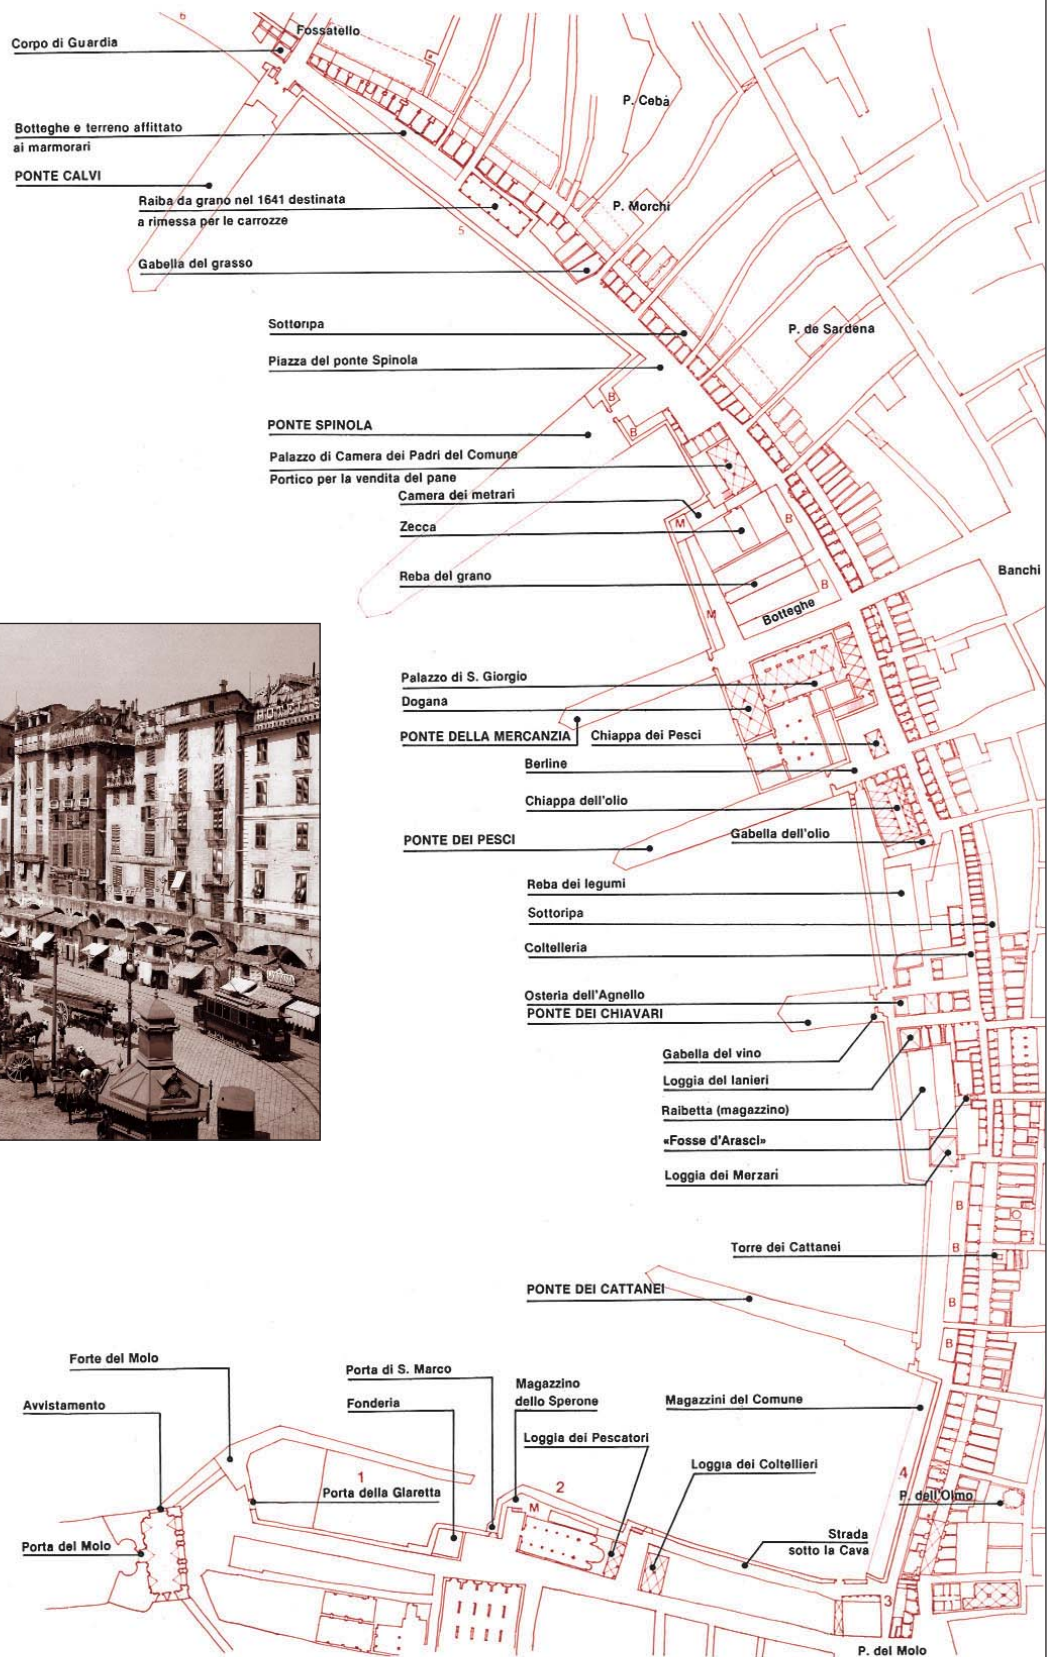 6
Fossatello
Corpo di Guardia
P. Cebà
Botteghe e terreno affittato
ai marmorari
PONTE CALVI
Raiba da grano nel 1641 destinata
a rimessa per le carrozze
P. Morchi
5
Gabella del grasso
Sottoripa
P. de Sardena
Piazza del ponte Spinola
B
PONTE SPINOLA
B
Palazzo di Camera dei Padri del Comune
Portico per la vendita del pane
Camera dei metrari
M
B
Zecca
Banchi
Reba del grano
B
Botteghe
M
Palazzo di S. Giorgio
Dogana
PONTE DELLA MERCANZIA
Chiappa dei Pesci
Berline
Chiappa dell'olio
PONTE DEI PESCI
Gabella dell'olio
Reba dei legumi
Sottoripa
Coltelleria
Osteria dell'Agnello
PONTE DEI CHIAVARI
Gabella del vino
Loggia dei lanieri
Raibetta (magazzino)
«Fosse d'Arasci»
Loggia dei Merzari
B
Torre dei Cattanei
B
PONTE DEI CATTANEI
B
B
Forte del Molo
Porta di S. Marco
Magazzino
dello Sperone
Magazzini del Comune
Avvistamento
Fonderia
Loggia dei Pescatori
Loggia dei Coltellieri
1
2
4
Porta della Giaretta
M
P. dell'Olmo
Porta del Molo
Strada
sotto la Cava
3
P. del Molo